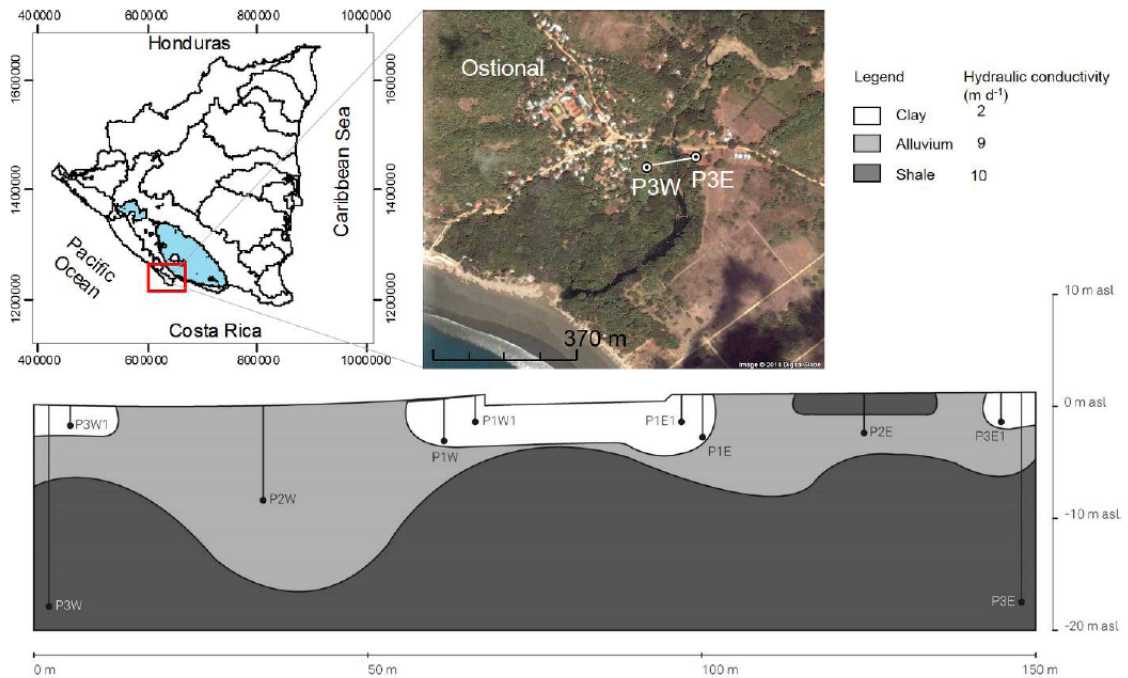 400000 600000 800000 1000000
Honduras
1600000
1400000
1200000
Pacific
Ocean
Caribbean Sea
1600000
1400000
1200000
Costa Rica
400000 600000 800000 1000000
Ostional
P3W P3E
370 m
Image © 2018 DigitalGlobe
Legend Hydraulic conductivity
(m d-1)
Clay 2
Alluvium 9
Shale 10
10 m asl
0 m asl
-10 m asl
-20 m asl
P3W1
P1W1
P1E1
P3E1
P1W
P1E
P2E
P2W
P3W
P3E
0 m 50 m 100 m 150 m